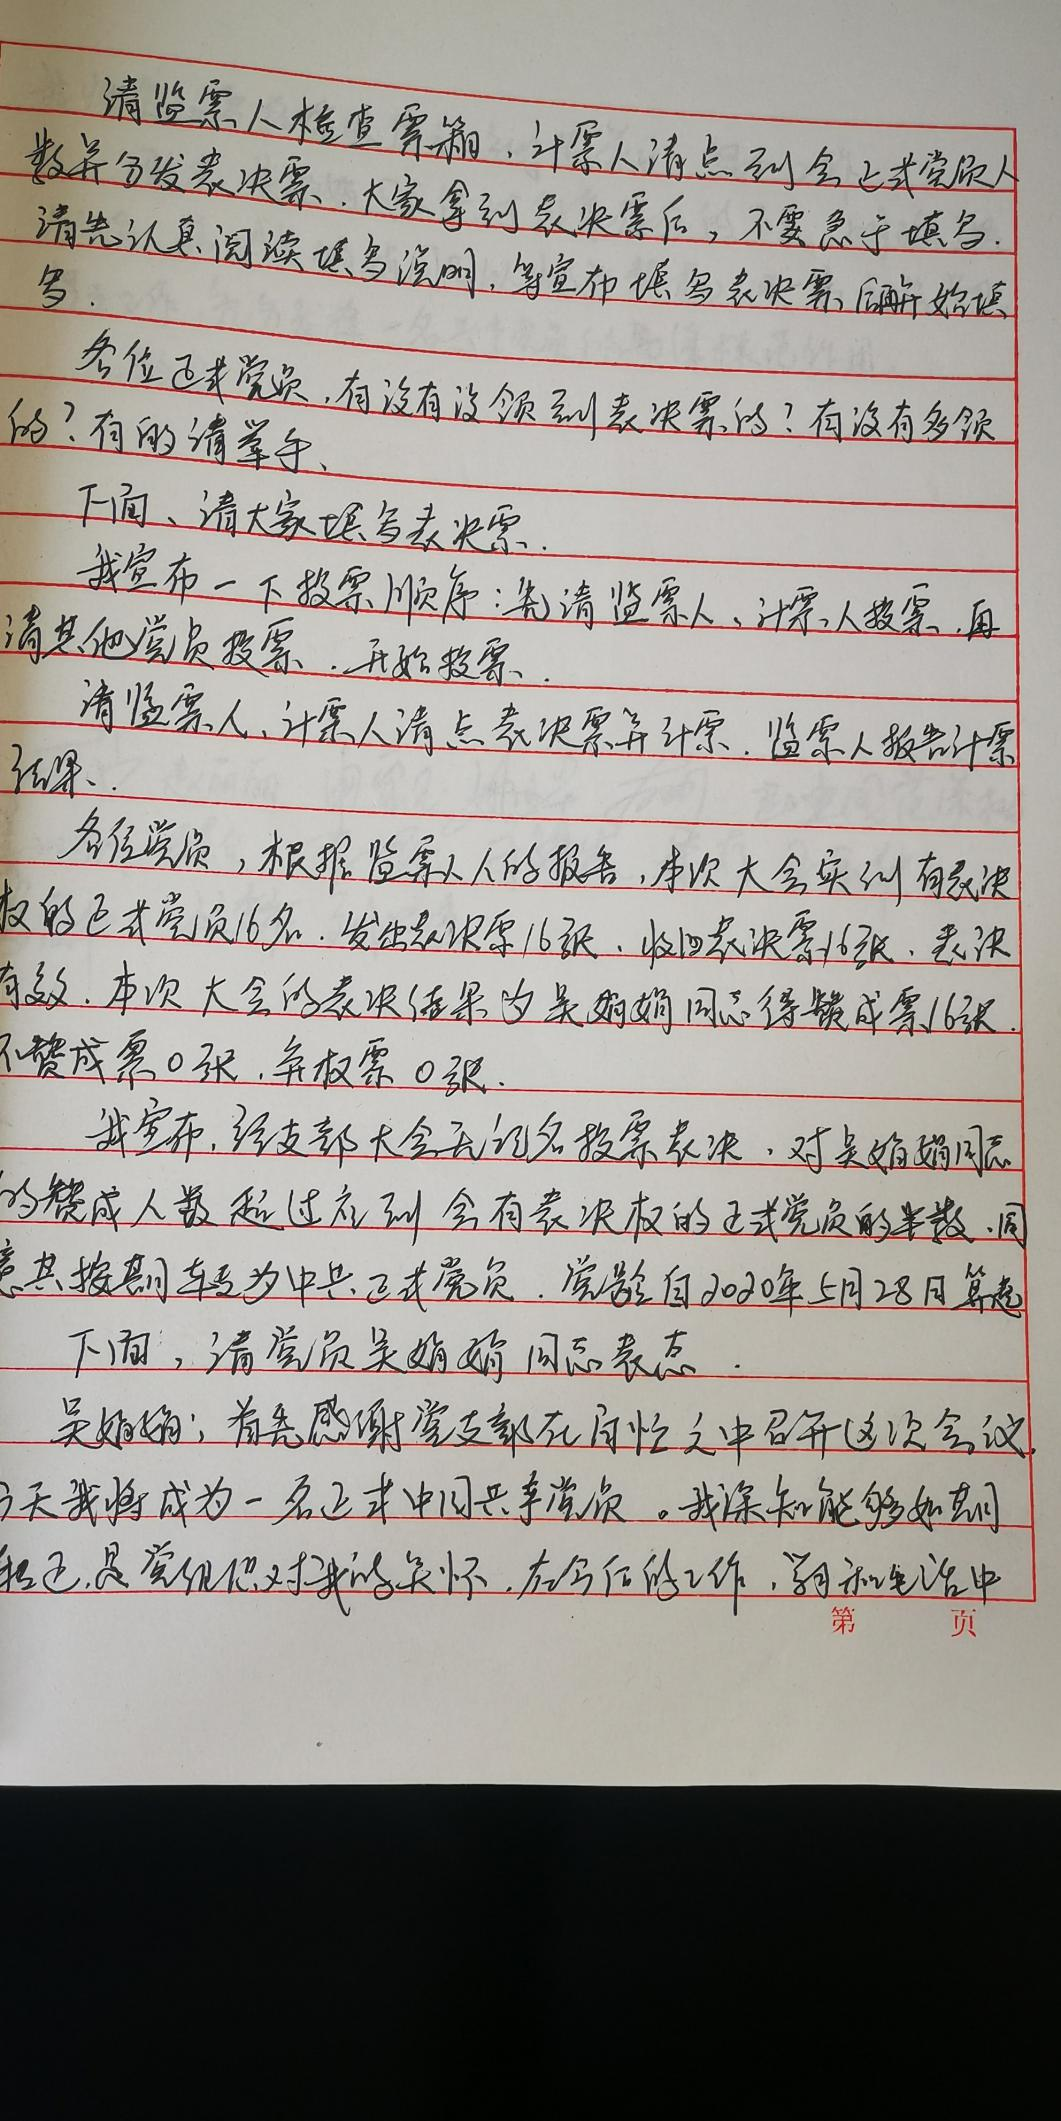 请监票人检查票箱，计票人清点到会正式党员人
数并分发表决票．大家拿到表决票后，不要急于填写．
请先认真阅读填写说明，等宣布填写表决票后再开始填
写．
各位正式党员，有没有没领到表决票的？有没有多领
的？有的请举手、
下面、请大家填写表决票．
我宣布一下投票顺序：先请监票人、计票人投票．再
请其他党员投票．开始投票．
请监票人、计票人清点表决票并计票．监票人报告计票
结果．
各位党员，根据监票人的报告，本次大会实到有表决
权的正式党员16名．发出表决票16张．收回表决票16张．表决
有效．本次大会的表决结果为吴娟娟同志得赞成票16张．
不赞成票0张．弃权票0张．
我宣布．经支部大会无记名投票表决．对吴娟娟同志
的赞成人数超过应到会有表决权的正式党员的半数．同
意其按期转为中共正式党员．党龄自2020年5月28日算起
下面，请党员吴娟娟同志表态．
吴娟娟：首先感谢党支部在百忙之中召开这次会议．
今天我将成为一名正式中国共产党员。我深知能够如期
转正．是党组织对我的关怀．在今后的工作、学习和生活中
第 页